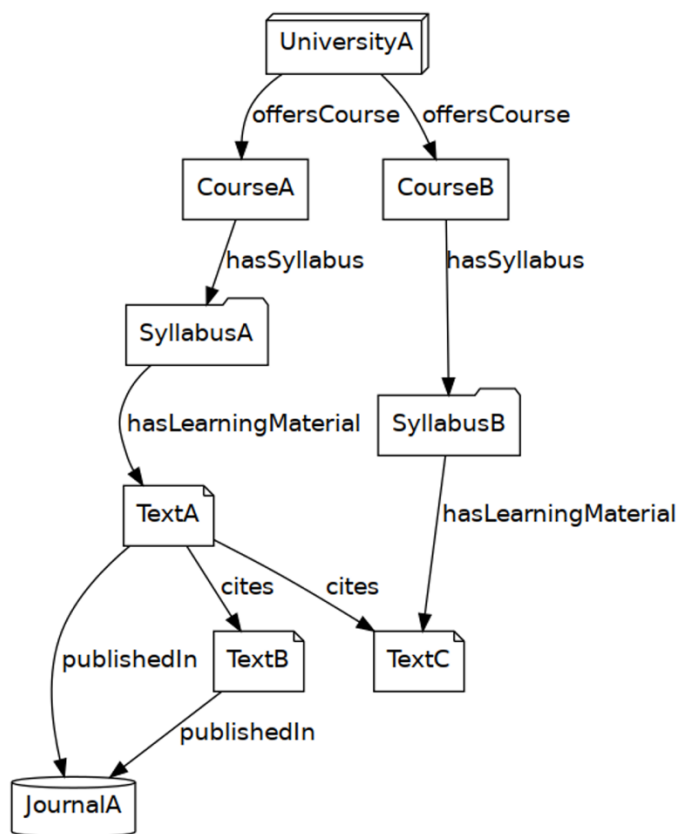 UniversityA
offersCourse
offersCourse
CourseA
CourseB
hasSyllabus
hasSyllabus
SyllabusA
hasLearningMaterial
SyllabusB
TextA
hasLearningMaterial
cites
cites
publishedIn
TextB
TextC
publishedIn
JournalA